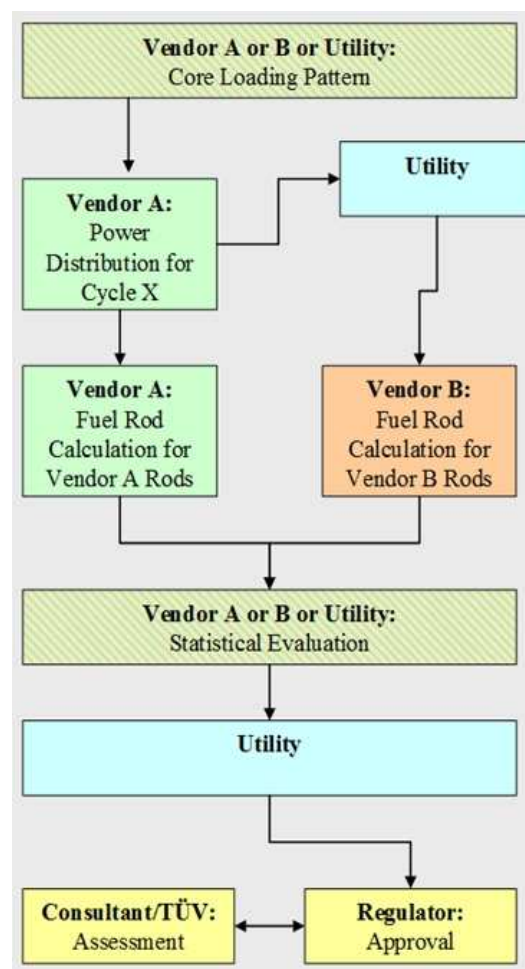 Vendor A or B or Utility:
Core Loading Pattern
Utility
Vendor A:
Power
Distribution for
Cycle X
Vendor A:
Fuel Rod
Calculation for
Vendor A Rods
Vendor B:
Fuel Rod
Calculation for
Vendor B Rods
Vendor A or B or Utility:
Statistical Evaluation
Utility
Consultant/TÜV:
Assessment
Regulator:
Approval